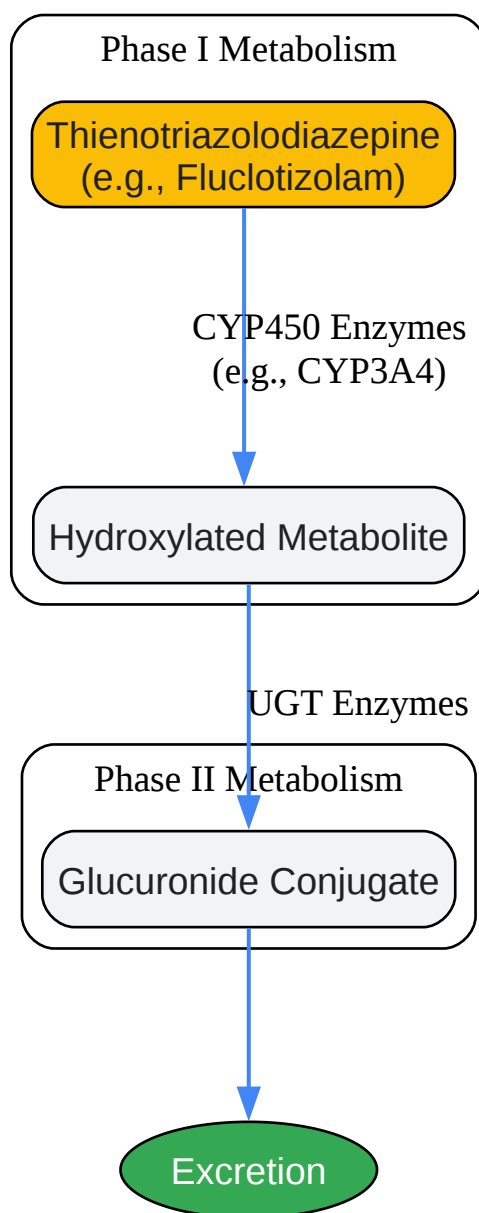 Phase I Metabolism
Thienotriazolodiazepine
(e.g., Fluclotizolam)
CYP450 Enzymes
(e.g., CYP3A4)
Hydroxylated Metabolite
UGT Enzymes
Phase II Metabolism
Glucuronide Conjugate
Excretion